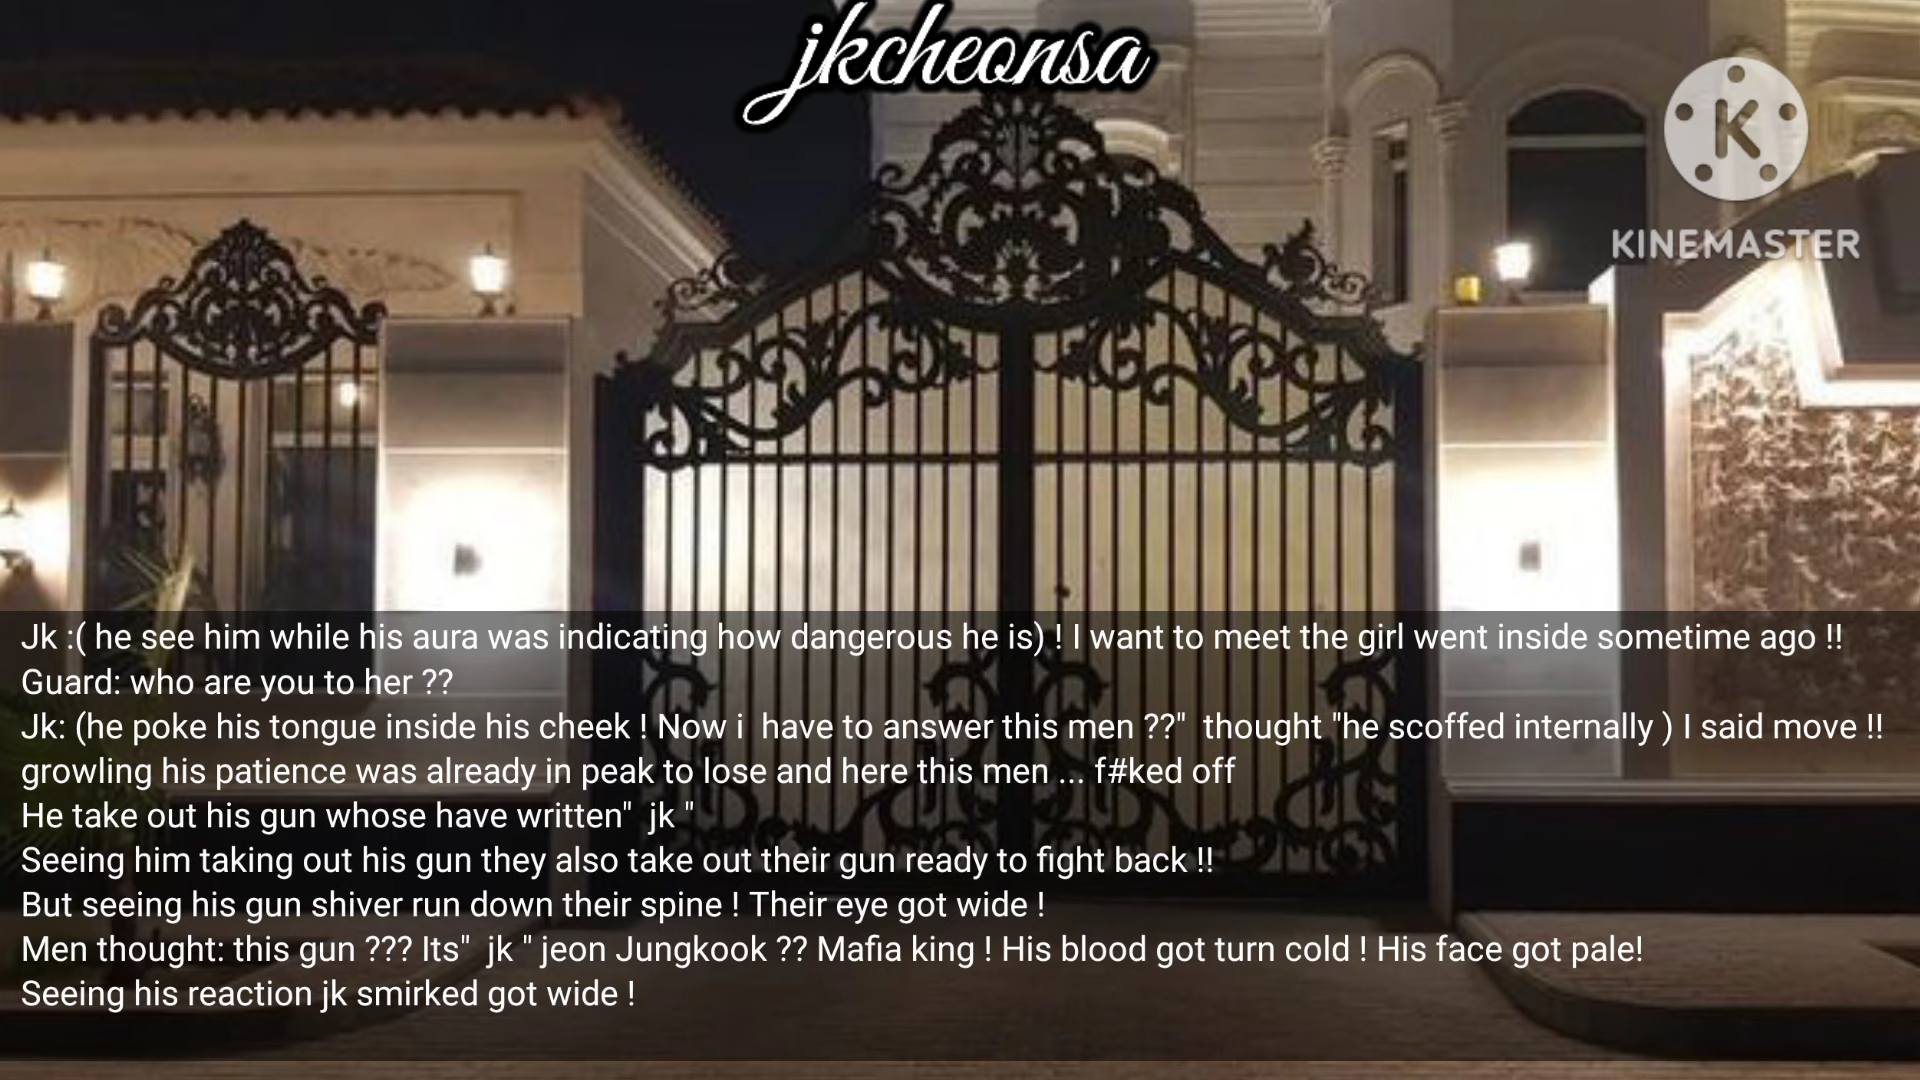 jkcheonsa
K
KINEMASTER
Jk :( he see him while his aura was indicating how dangerous he is) ! I want to meet the girl went inside sometime ago !!
Guard: who are you to her ??
Jk: (he poke his tongue inside his cheek ! Now i  have to answer this men ??"  thought "he scoffed internally ) I said move !!
growling his patience was already in peak to lose and here this men ... f#ked off
He take out his gun whose have written"  jk "
Seeing him taking out his gun they also take out their gun ready to fight back !!
But seeing his gun shiver run down their spine ! Their eye got wide !
Men thought: this gun ??? Its"  jk " jeon Jungkook ?? Mafia king ! His blood got turn cold ! His face got pale!
Seeing his reaction jk smirked got wide !